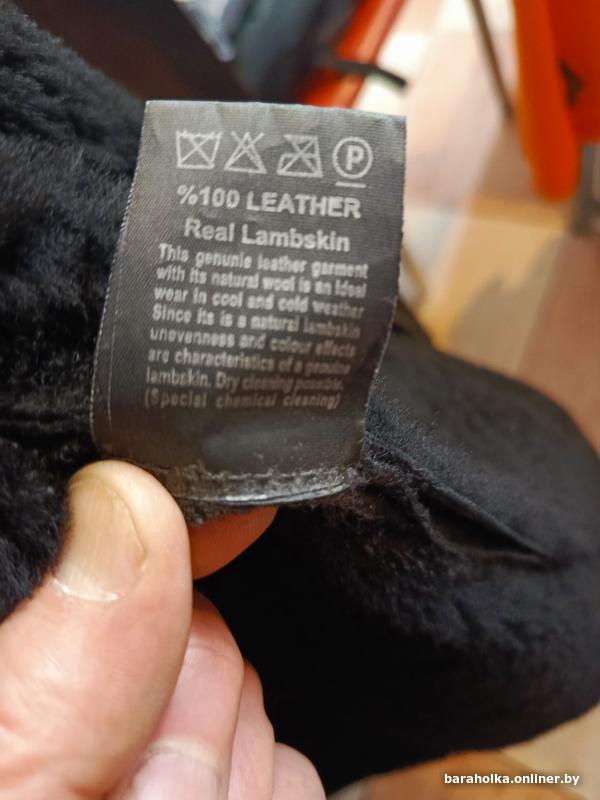 P
%100 LEATHER
Real Lambskin
This genunie leather garment
with its natural wool is an ideal
wear in cool and cold weather
Since its is a natural lambskin
unevenness and colour effects
are characteristics of a genuine
lambskin. Dry cleaning possible.
(Special chemical cleaning)
baraholka.onliner.by